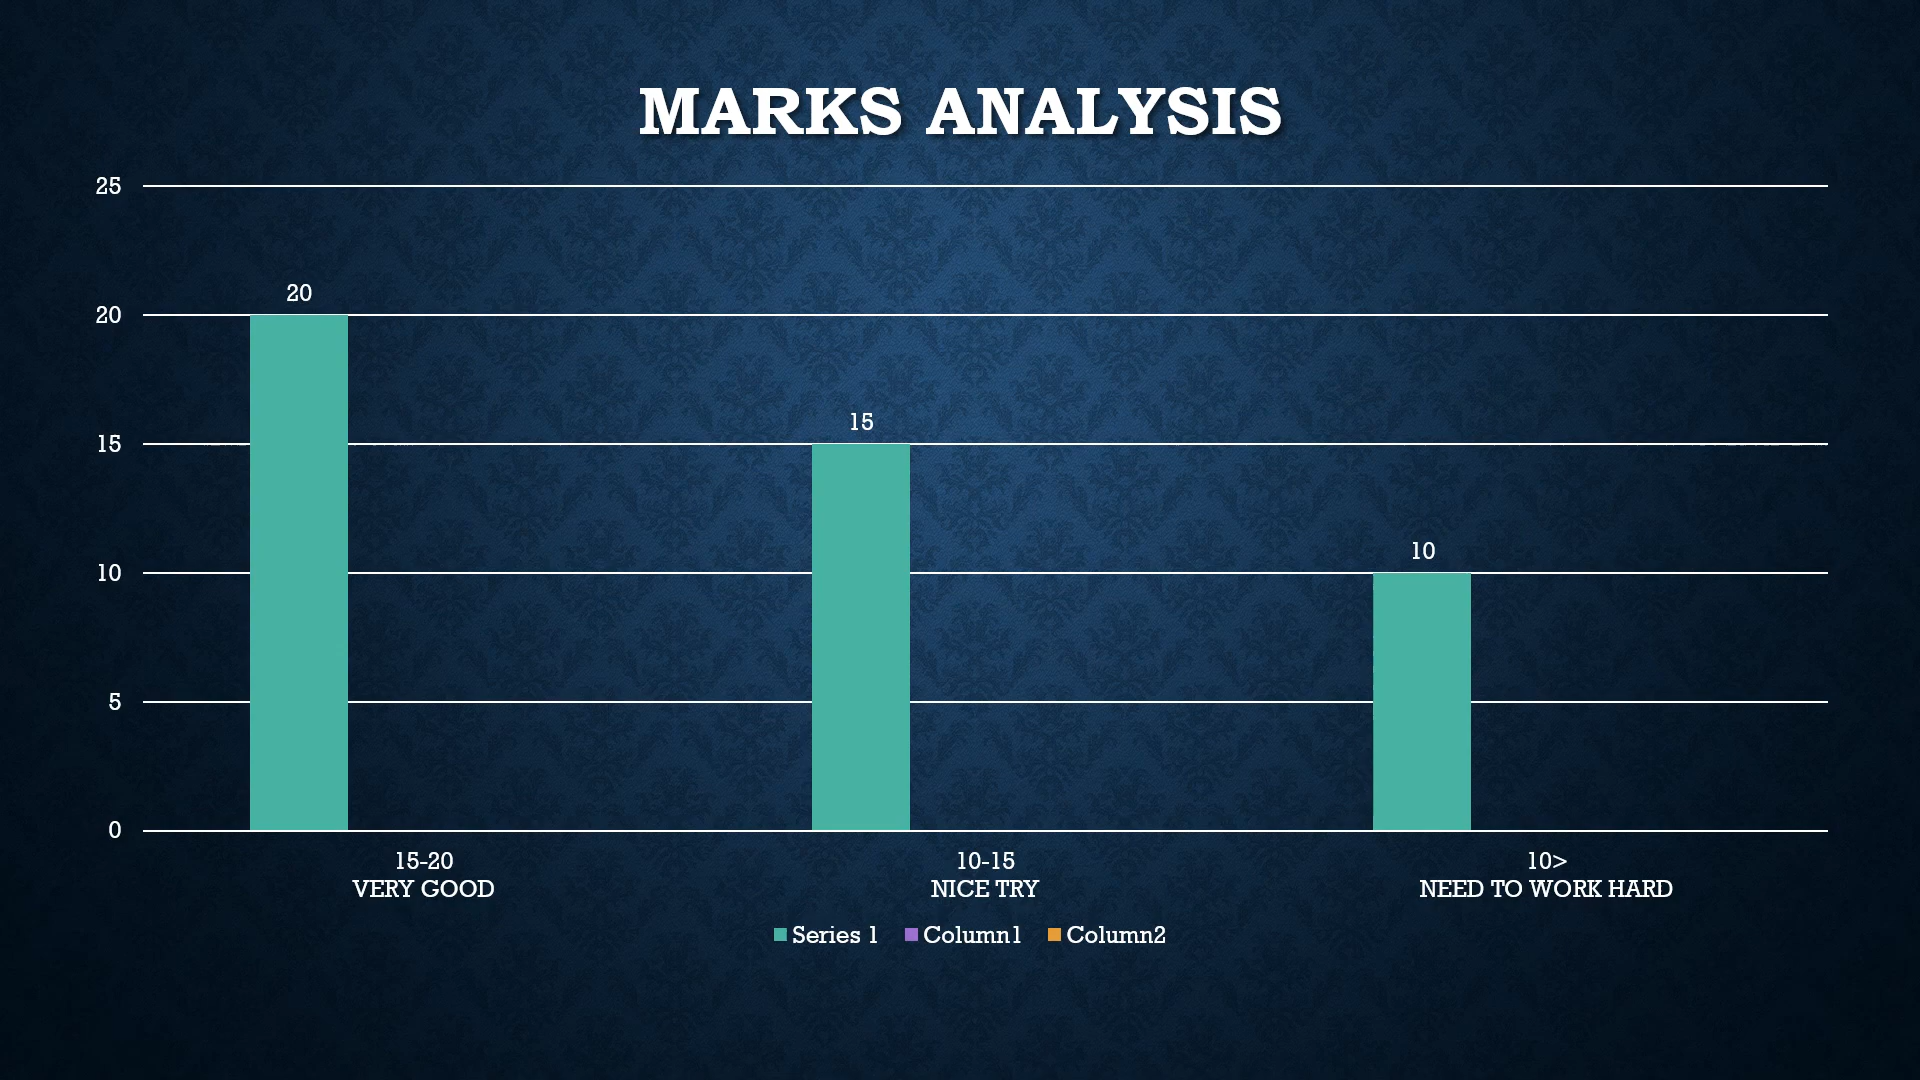 MARKS ANALYSIS
25
20
15
10
5
0
20
15
10
15-20
VERY GOOD
10-15
NICE TRY
10>
NEED TO WORK HARD
Series 1 Column1 Column2